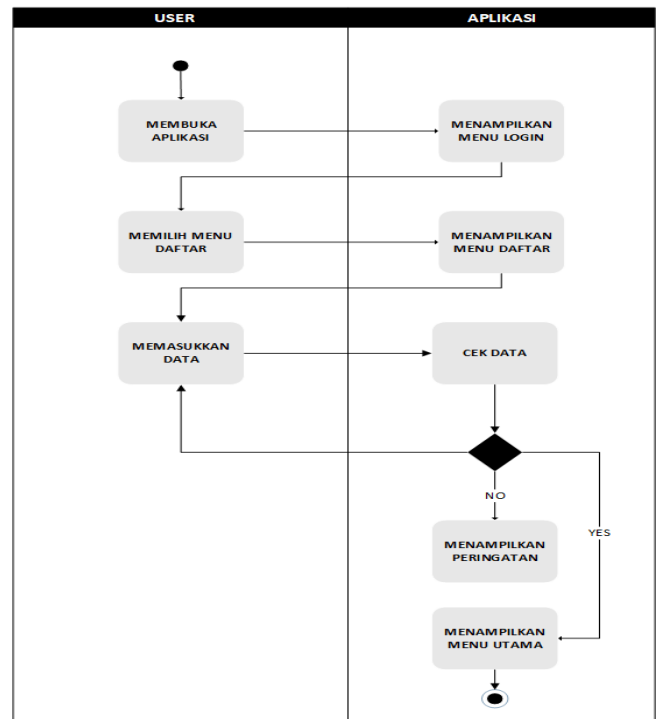 USER
APLIKASI
MEMBUKA
APLIKASI
MENAMPILKAN
MENU LOGIN
MEMILIH MENU
DAFTAR
MENAMPILKAN
MENU DAFTAR
MEMASUKKAN
DATA
CEK DATA
NO
YES
MENAMPILKAN
PERINGATAN
MENAMPILKAN
MENU UTAMA